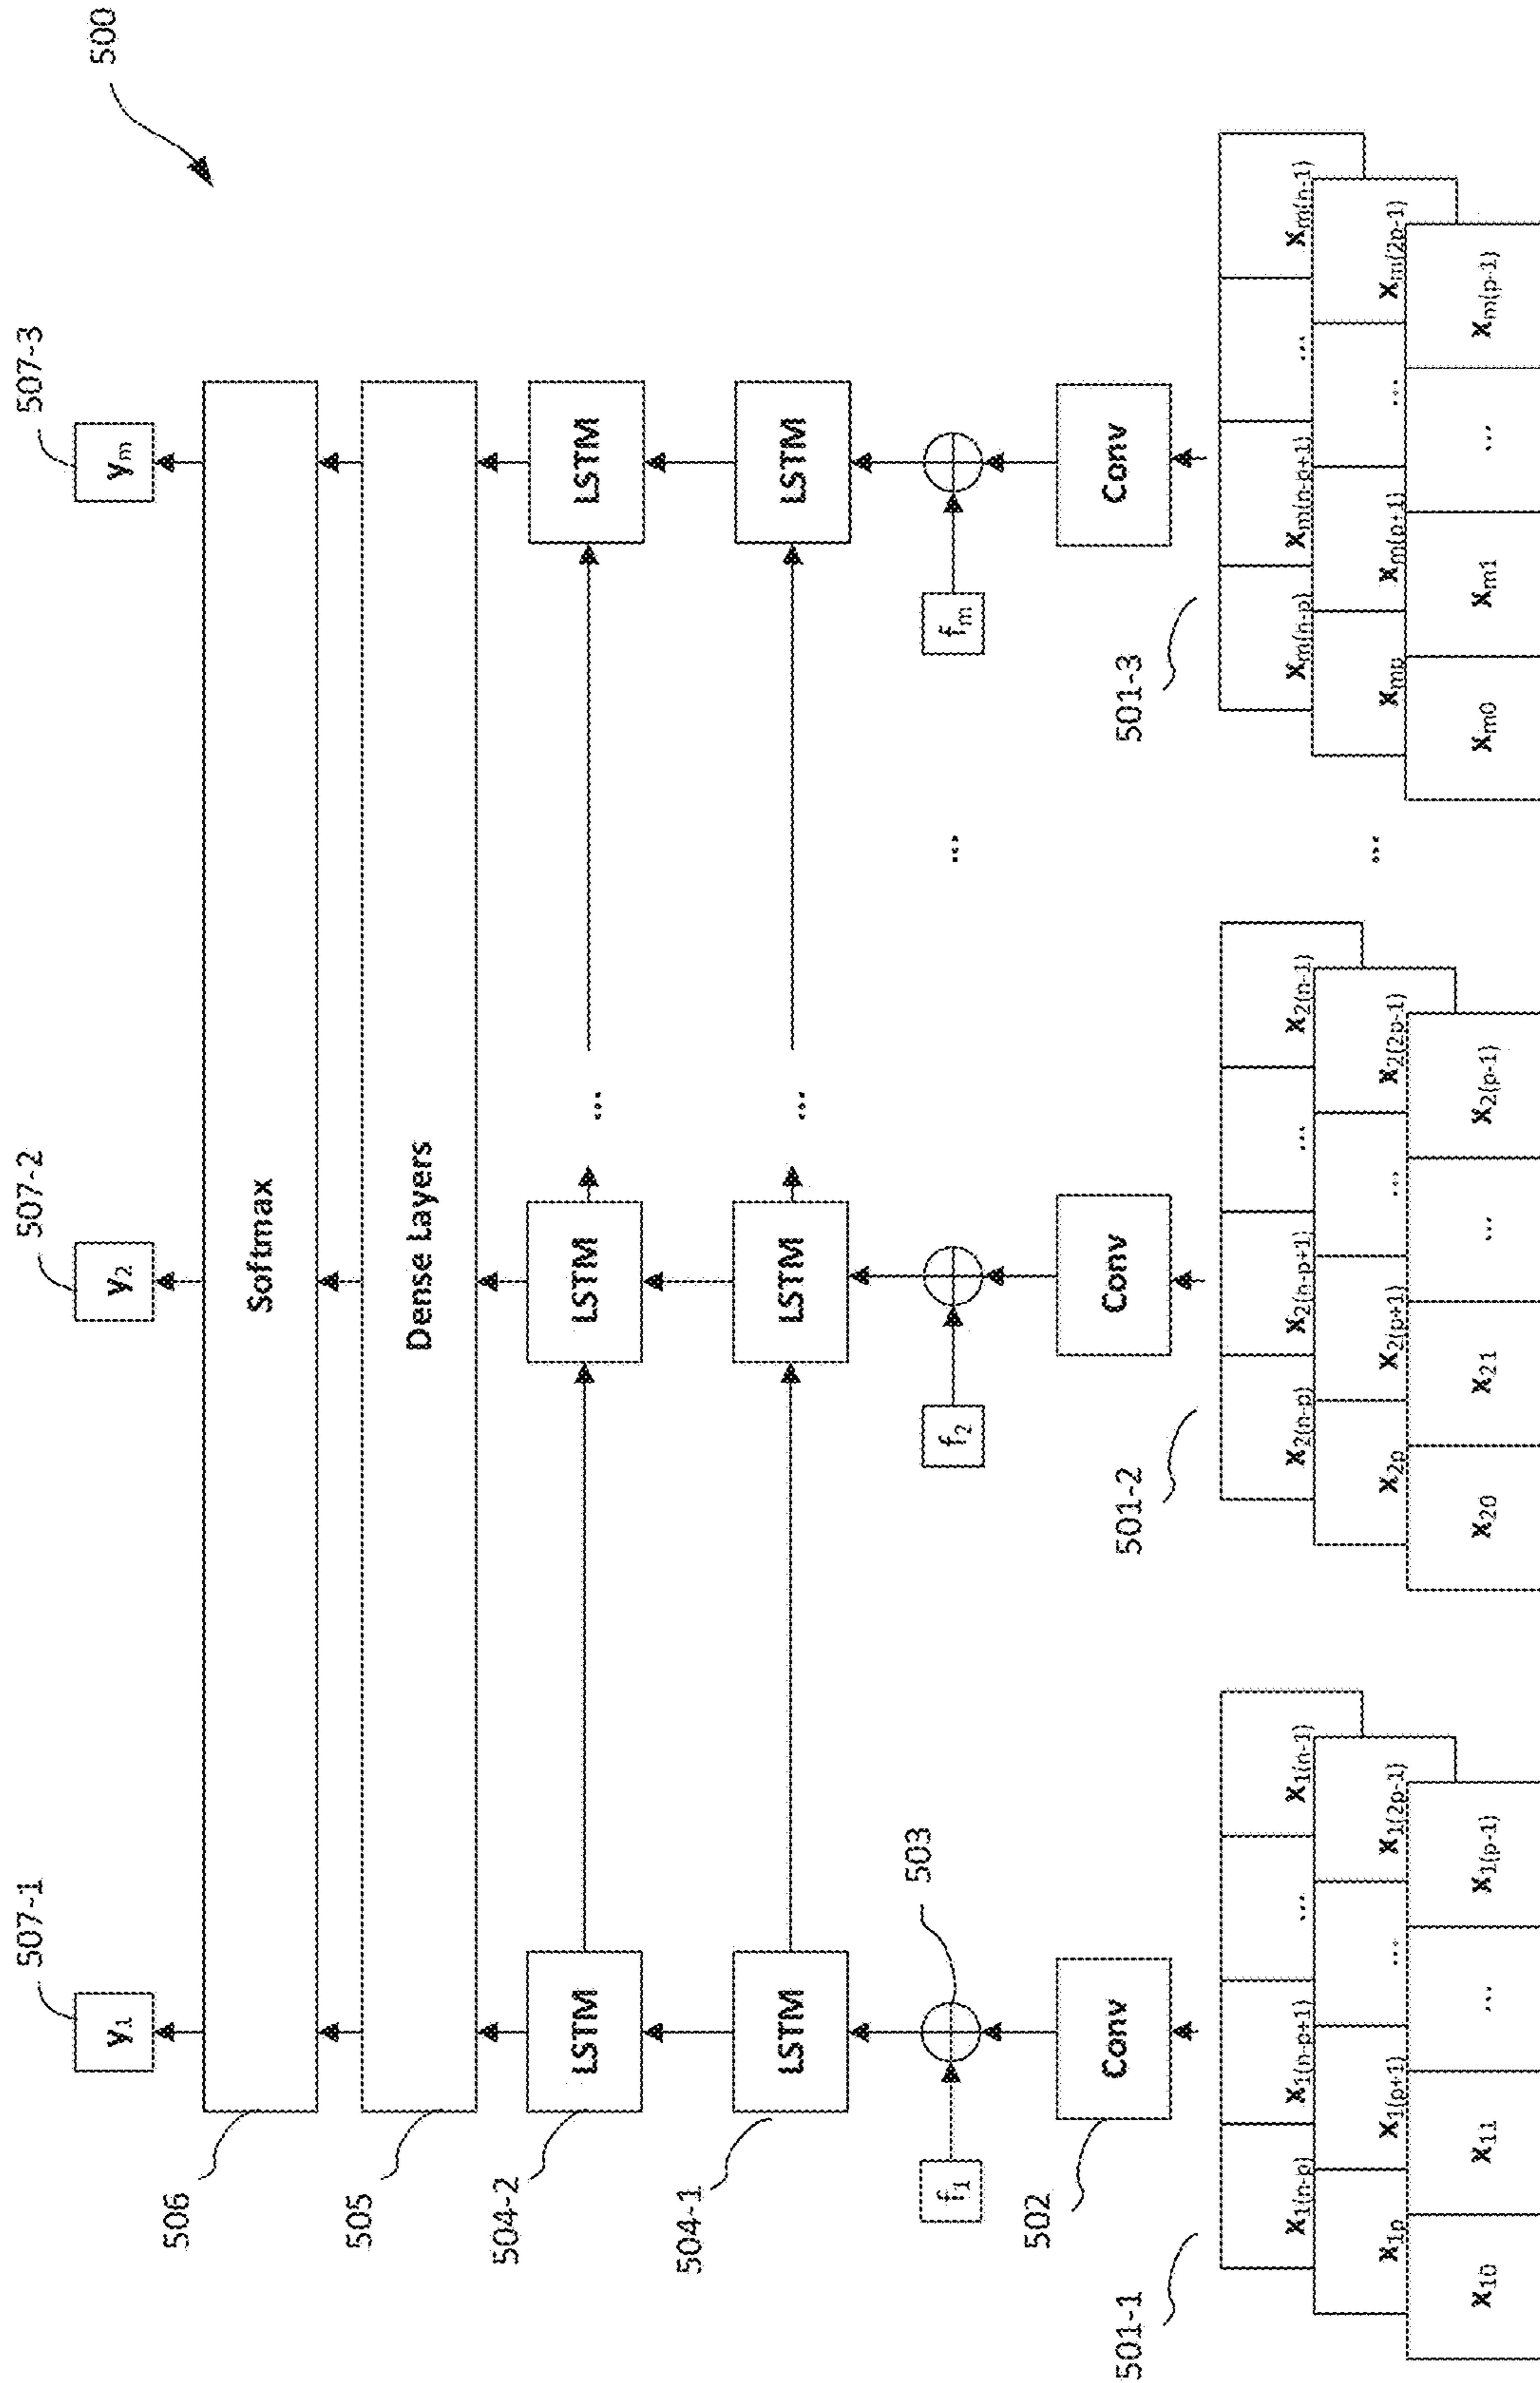 500
507-1 507-2 507-3
y1 y2 ym
506 Softmax
505 Dense Layers
504-2 LSTM LSTM ... LSTM
504-1 LSTM LSTM ... LSTM
503
f1 f2 ... fm
502 Conv Conv Conv
501-1 501-2 501-3
x1(n-p) x1(n-p+1) ... x1(n-1) x2(n-p) x2(n-p+1) ... x2(n-1) xm(n-p) xm(n-p+1) ... xm(n-1)
x1p x1(p+1) ... x1(2p-1) x2p x2(p+1) ... x2(2p-1) ... xmp xm(p+1) ... xm(2p-1)
x10 x11 ... x1(p-1) x20 x21 ... x2(p-1) xm0 xm1 ... xm(p-1)